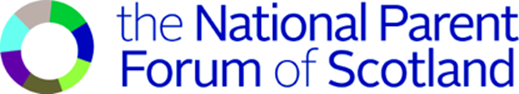 the National Parent
Forum of Scotland